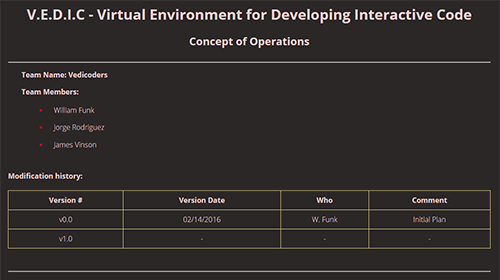 V.E.D.I.C - Virtual Environment for Developing Interactive Code
Concept of Operations
Team Name: Vedicoders
Team Members:
William Funk
Jorge Rodriguez
James Vinson
Modification history:
Version # Version Date Who Comment
v0.0 02/14/2016 W. Funk Initial Plan
v1.0 - - -